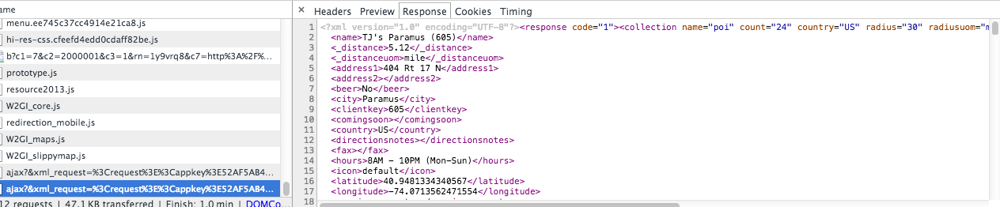 ame
menu.ee745c37cc4914e21ca8.js
hi-res-css.cfeefd4edd0cdaff82be.js
b?c1=7&c2=2000001&c3=1&rn=1y9vrq8&c7=http%3A%2F%...
prototype.js
resource2013.js
W2GI_core.js
redirection_mobile.js
W2GI_maps.js
W2GI_slippymap.js
ajax?&xml_request=%3Crequest%3E%3Cappkey%3E52AF5AB4...
ajax?&xml_request=%3Crequest%3E%3Cappkey%3E52AF5AB4...
12 requests | 47.1 KB transferred | Finish: 1.0 min | DOMCo...
× Headers Preview Response Cookies Timing
1 <?xml version="1.0" encoding="UTF-8"?><response code="1"><collection name="poi" count="24" country="US" radius="30" radiusuom="m
2 <name>TJ's Paramus (605)</name>
3 <_distance>5.12</_distance>
4 <_distanceuom>mile</_distanceuom>
5 <address1>404 Rt 17 N</address1>
6 <address2></address2>
7 <beer>No</beer>
8 <city>Paramus</city>
9 <clientkey>605</clientkey>
10 <comingsoon></comingsoon>
11 <country>US</country>
12 <directionsnotes></directionsnotes>
13 <fax></fax>
14 <hours>8AM - 10PM (Mon-Sun)</hours>
15 <icon>default</icon>
16 <latitude>40.9481334340567</latitude>
17 <longitude>-74.0713562471554</longitude>
18